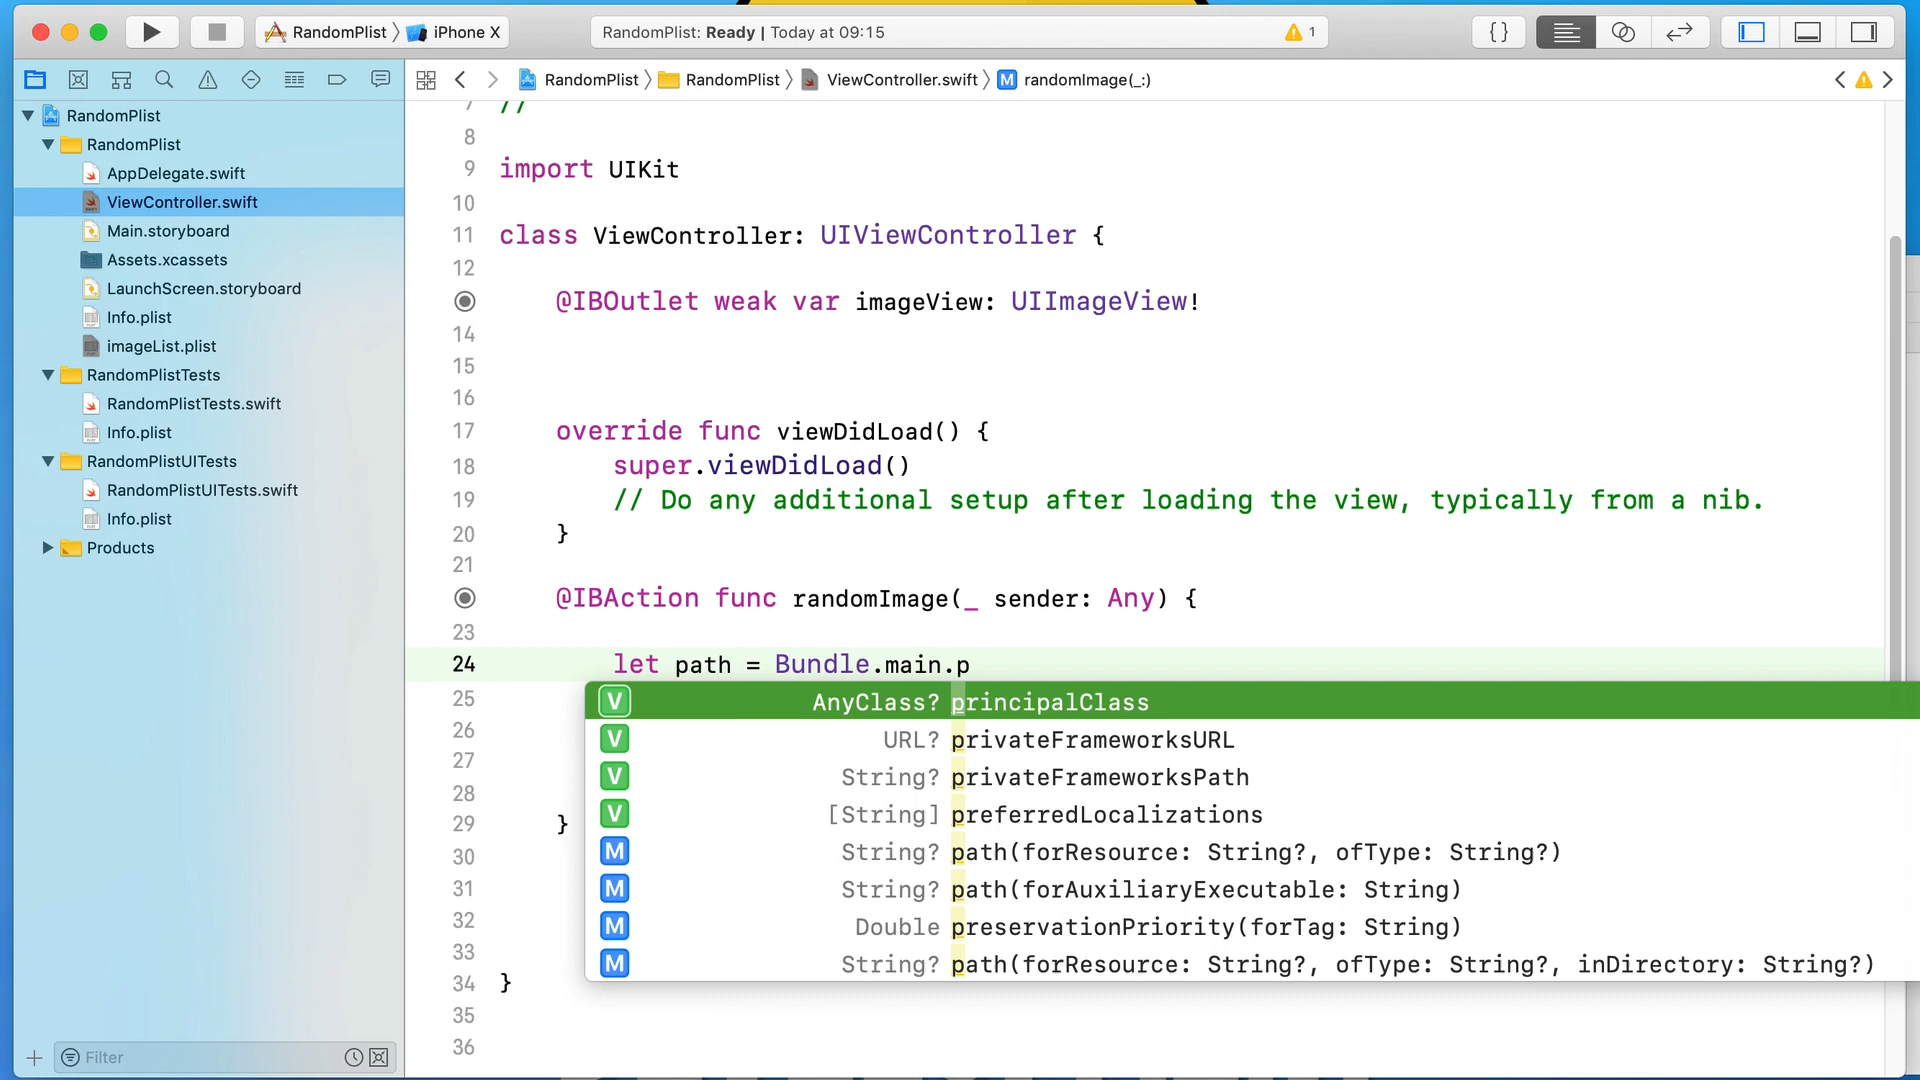 RandomPlist iPhone X
RandomPlist: Ready | Today at 09:15
1
{}
RandomPlist RandomPlist ViewController.swift M randomImage(_:)
RandomPlist
RandomPlist
AppDelegate.swift
ViewController.swift
Main.storyboard
Assets.xcassets
LaunchScreen.storyboard
Info.plist
imageList.plist
RandomPlistTests
RandomPlistTests.swift
Info.plist
RandomPlistUITests
RandomPlistUITests.swift
Info.plist
Products
Filter
7 //
8
9 import UIKit
10
11 class ViewController: UIViewController {
12
@IBOutlet weak var imageView: UIImageView!
14
15
16
17 override func viewDidLoad() {
18 super.viewDidLoad()
19 // Do any additional setup after loading the view, typically from a nib.
20 }
21
@IBAction func randomImage(_ sender: Any) {
23
24 let path = Bundle.main.p
25
26
27
28
29 }
30
31
32
33
34 }
35
36
V AnyClass? principalClass
V URL? privateFrameworksURL
V String? privateFrameworksPath
V [String] preferredLocalizations
M String? path(forResource: String?, ofType: String?)
M String? path(forAuxiliaryExecutable: String)
M Double preservationPriority(forTag: String)
M String? path(forResource: String?, ofType: String?, inDirectory: String?)